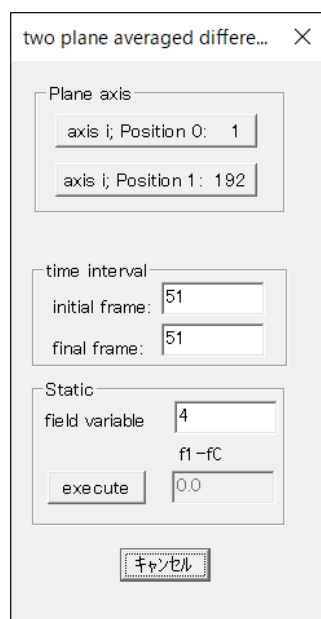 two plane averaged differe...
Plane axis
axis i; Position 0: 1
axis i; Position 1: 192
time interval
initial frame: 51
final frame: 51
Static
field variable 4
f1-fC
execute 0.0
キャンセル